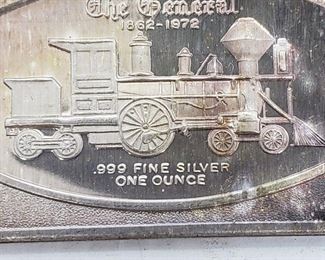 The General
1862-1972
.999 FINE SILVER
ONE OUNCE